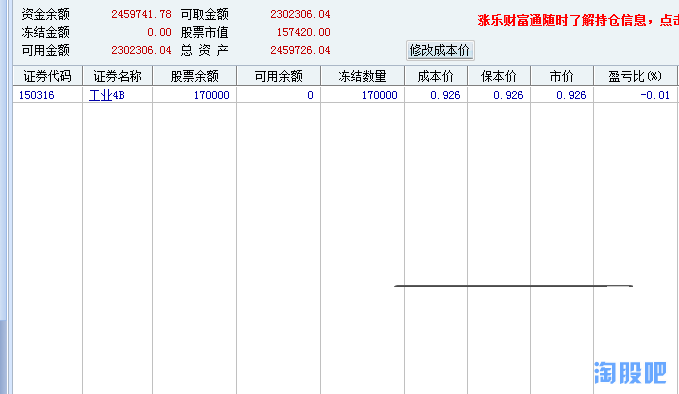 资金余额 2459741.78 可取金额 2302306.04
涨乐财富通随时了解持仓信息，点击
冻结金额 0.00 股票市值 157420.00
可用金额 2302306.04 总 资 产 2459726.04
修改成本价
证券代码 证券名称 股票余额 可用余额 冻结数量 成本价 保本价 市价 盈亏比(%)
150316 工业4B 170000 0 170000 0.926 0.926 0.926 -0.01
淘股吧